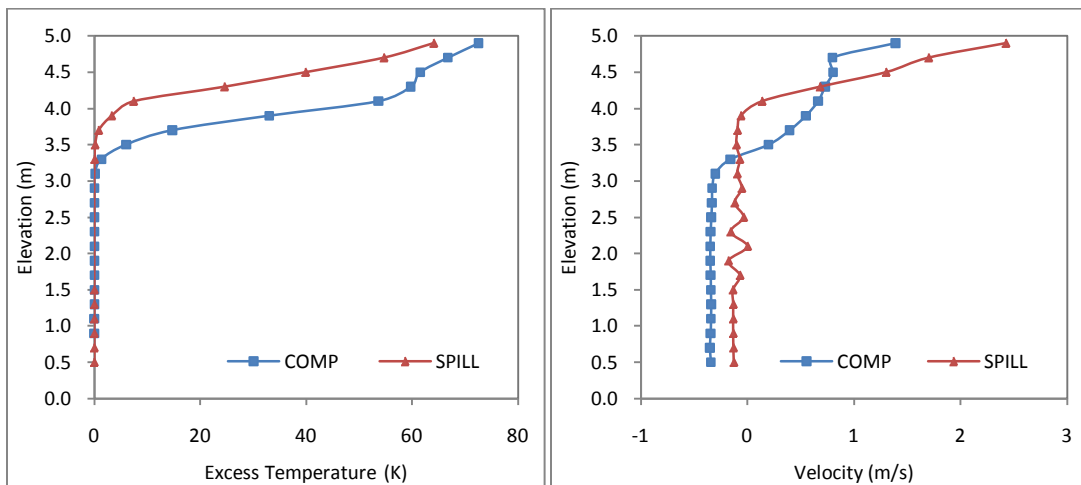 5.0
4.5
4.0
3.5
3.0
2.5
2.0
1.5
1.0
0.5
0.0
Elevation (m)
COMP SPILL
0 20 40 60 80
Excess Temperature (K)
5.0
4.5
4.0
3.5
3.0
2.5
2.0
1.5
1.0
0.5
0.0
Elevation (m)
COMP SPILL
-1 0 1 2 3
Velocity (m/s)